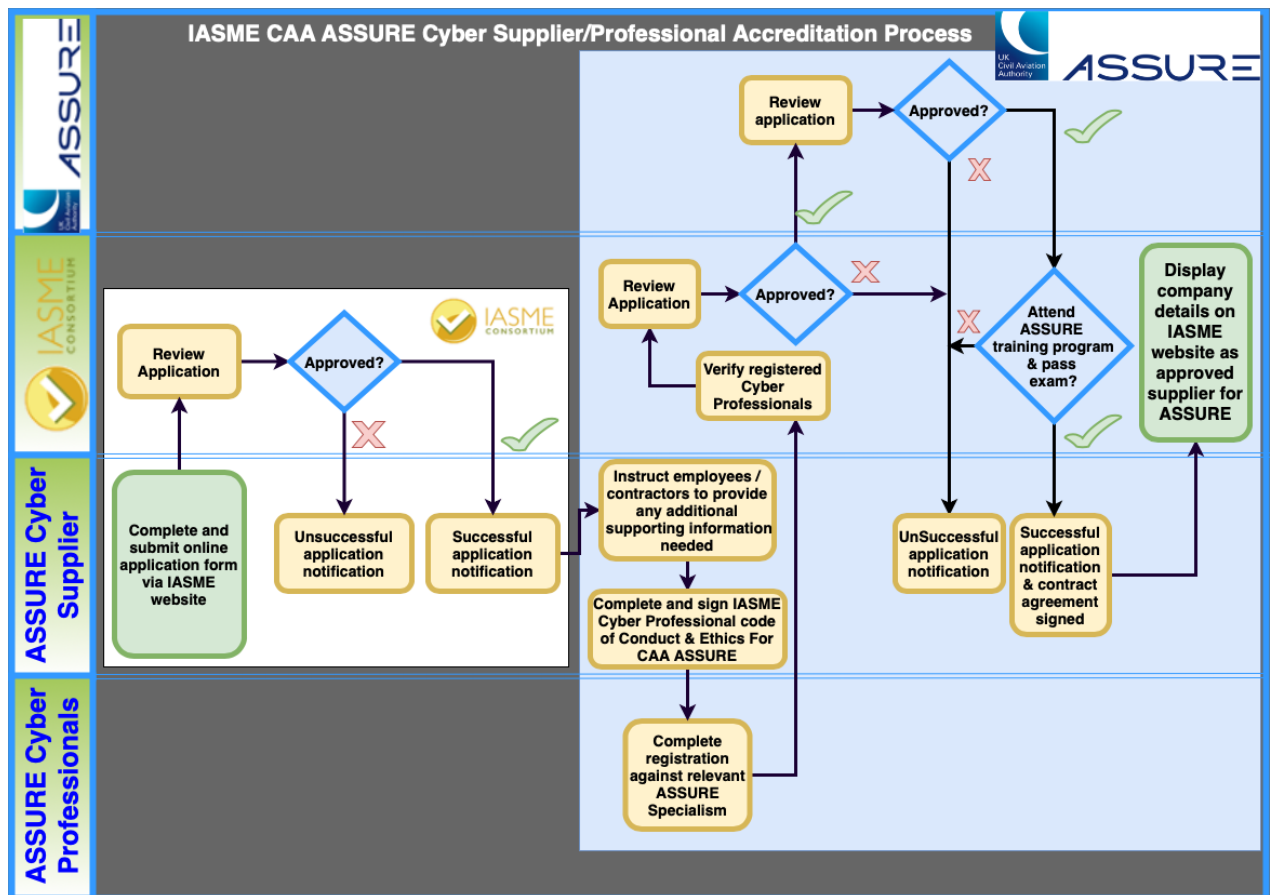 IASME CAA ASSURE Cyber Supplier/Professional Accreditation Process
UK
Civil Aviation
Authority
ASSURE
ASSURE
UK
Civil Aviation
Authority
Review
application
Approved?
X
IASME
CONSORTIUM
IASME
CONSORTIUM
Review
Application
Approved?
X
Review
Application
Approved?
X
Verify registered
Cyber
Professionals
X
Attend
ASSURE
training program
& pass
exam?
Display
company
details on
IASME
website as
approved
supplier for
ASSURE
ASSURE Cyber
Supplier
Complete and
submit online
application form
via IASME
website
Unsuccessful
application
notification
Successful
application
notification
Instruct employees /
contractors to provide
any additional
supporting information
needed
Complete and sign IASME
Cyber Professional code
of Conduct & Ethics For
CAA ASSURE
UnSuccessful
application
notification
Successful
application
notification
& contract
agreement
signed
ASSURE Cyber
Professionals
Complete
registration
against relevant
ASSURE
Specialism